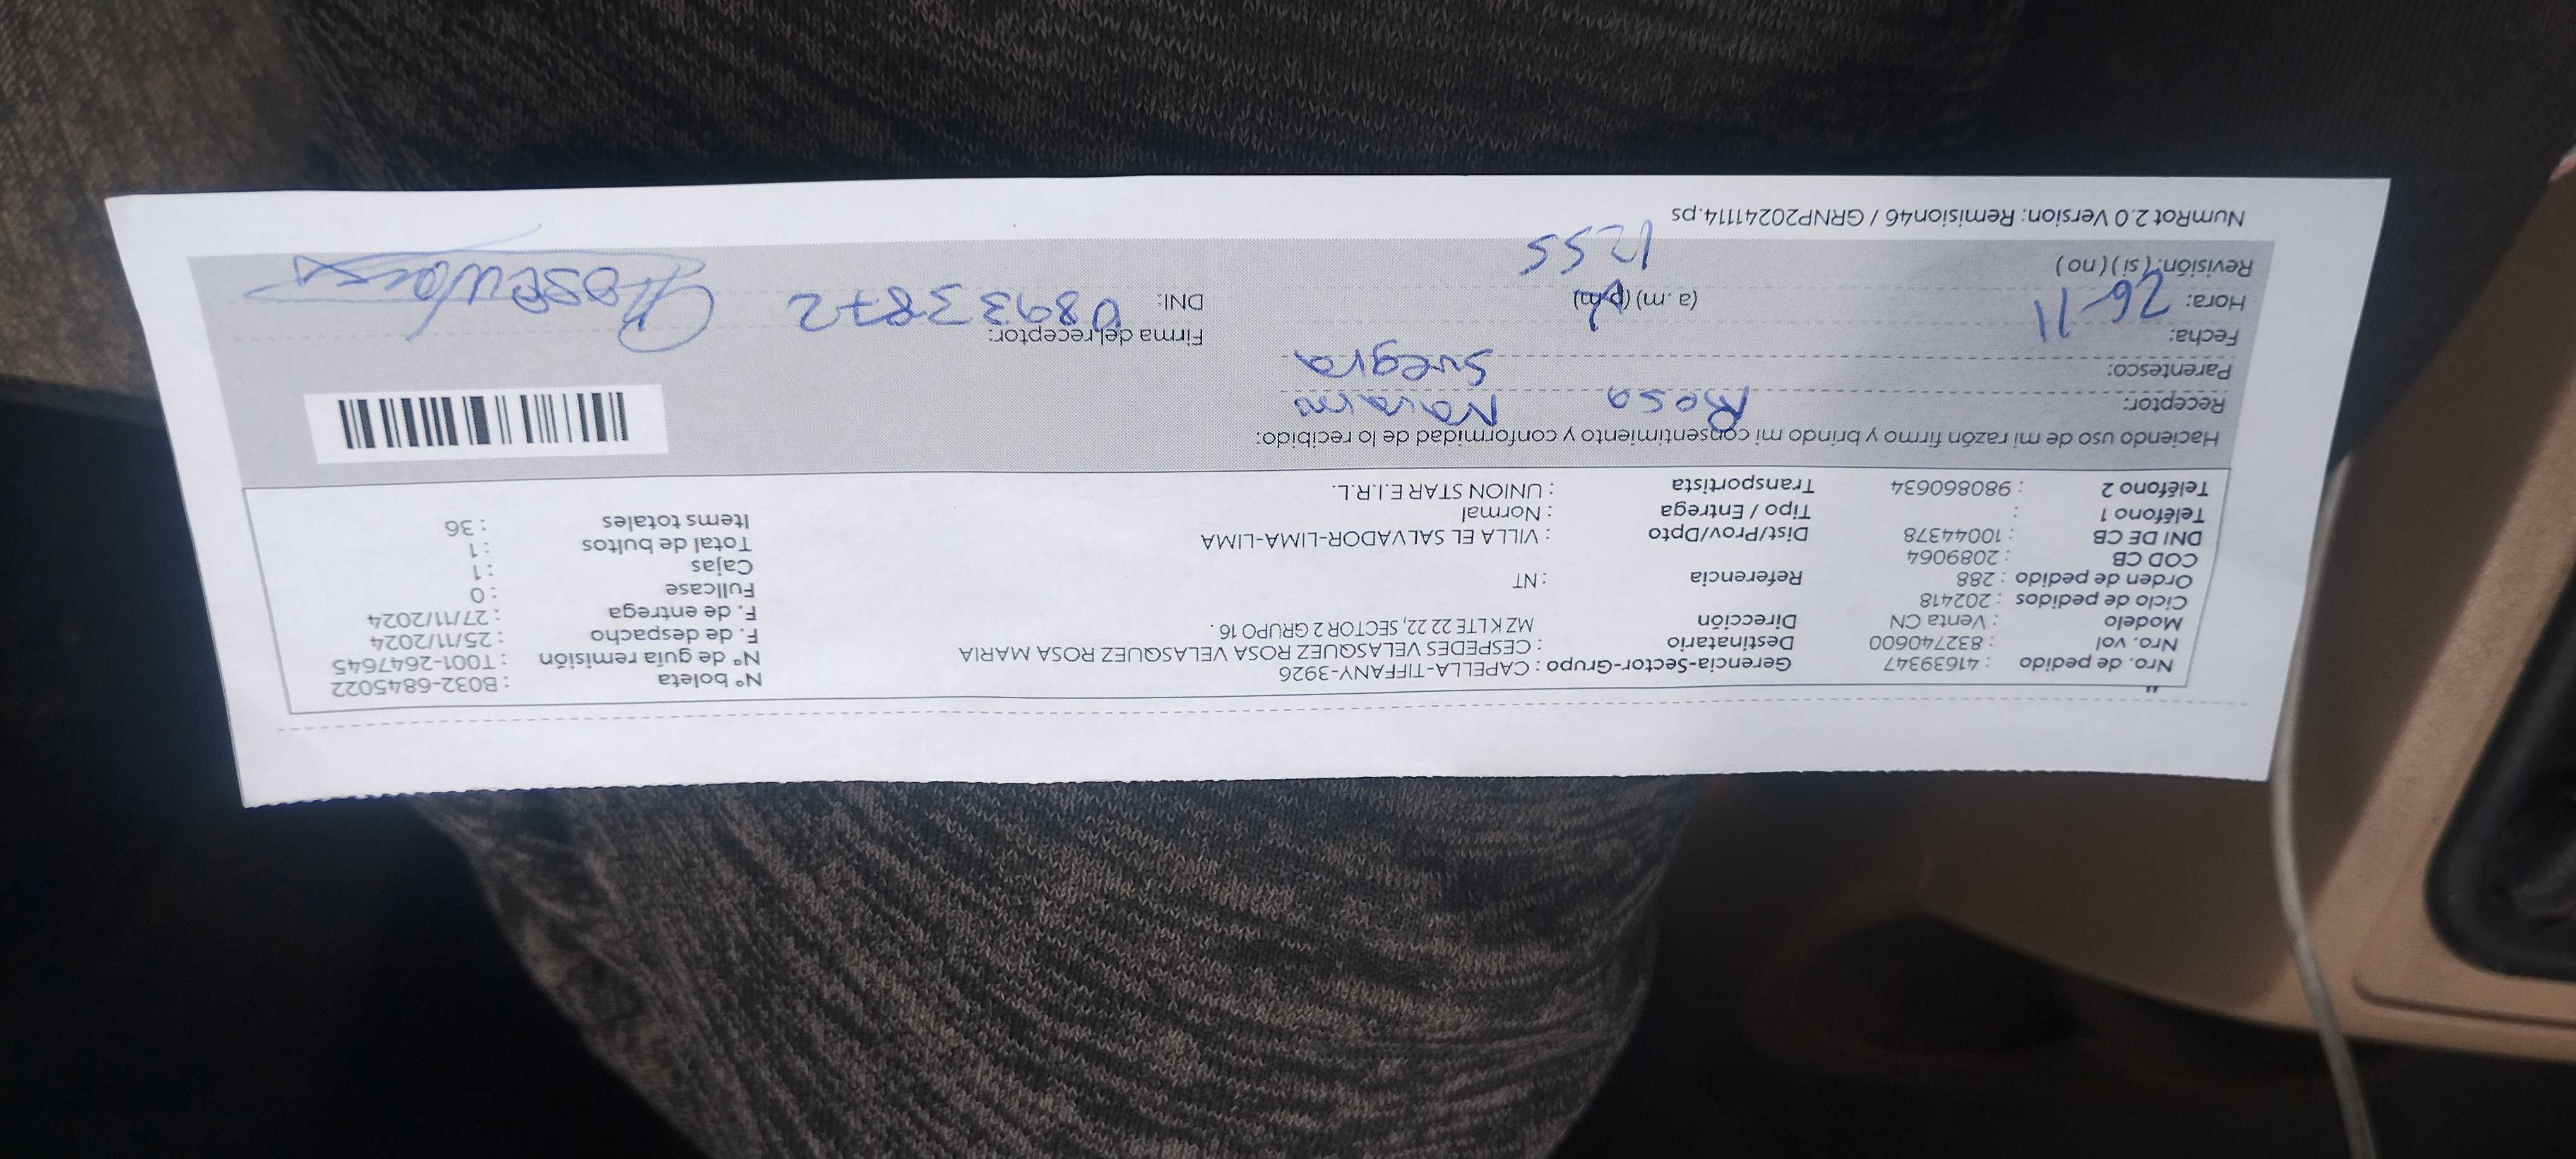 Nro. de pedido : 41639347 Gerencia-Sector-Grupo : CAPELLA-TIFFANY-3926 Nº boleta : B032-6845022
Nro. vol : 832740600 Destinatario : CESPEDES VELASQUEZ ROSA VELASQUEZ ROSA MARIA Nº de guía remisión : T001-2647645
Modelo : Venta CN Dirección MZ K LTE 22 22, SECTOR 2 GRUPO 16 . F. de despacho : 25/11/2024
Ciclo de pedidos : 202418 F. de entrega : 27/11/2024
Orden de pedido : 288 Referencia : NT Fullcase : 0
COD CB : 2089064 Cajas : 1
DNI DE CB : 10044378 Dist/Prov/Dpto : VILLA EL SALVADOR-LIMA-LIMA Total de bultos : 1
Teléfono 1 : Tipo / Entrega : Normal Items totales : 36
Teléfono 2 : 980860634 Transportista : UNION STAR E.I.R.L.
Haciendo uso de mi razón firmo y brindo mi consentimiento y conformidad de lo recibido:
Receptor: Rosa
Parentesco: Suegra
Fecha: 26-11 Firma del receptor:
Hora: (a .m) (p.m) 1255 DNI: 08933872
Revisión: ( si ) ( no )
NumRot 2.0 Version: Remision46 / GRNP20241114.ps